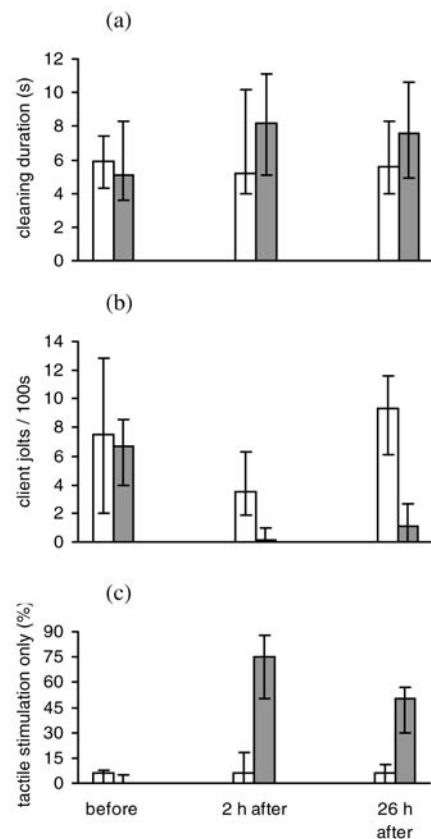 (a)
cleaning duration (s)
12
10
8
6
4
2
0
(b)
client jolts / 100s
14
12
10
8
6
4
2
0
(c)
tactile stimulation only (%)
90
75
60
45
30
15
0
before
2 h after
26 h
after